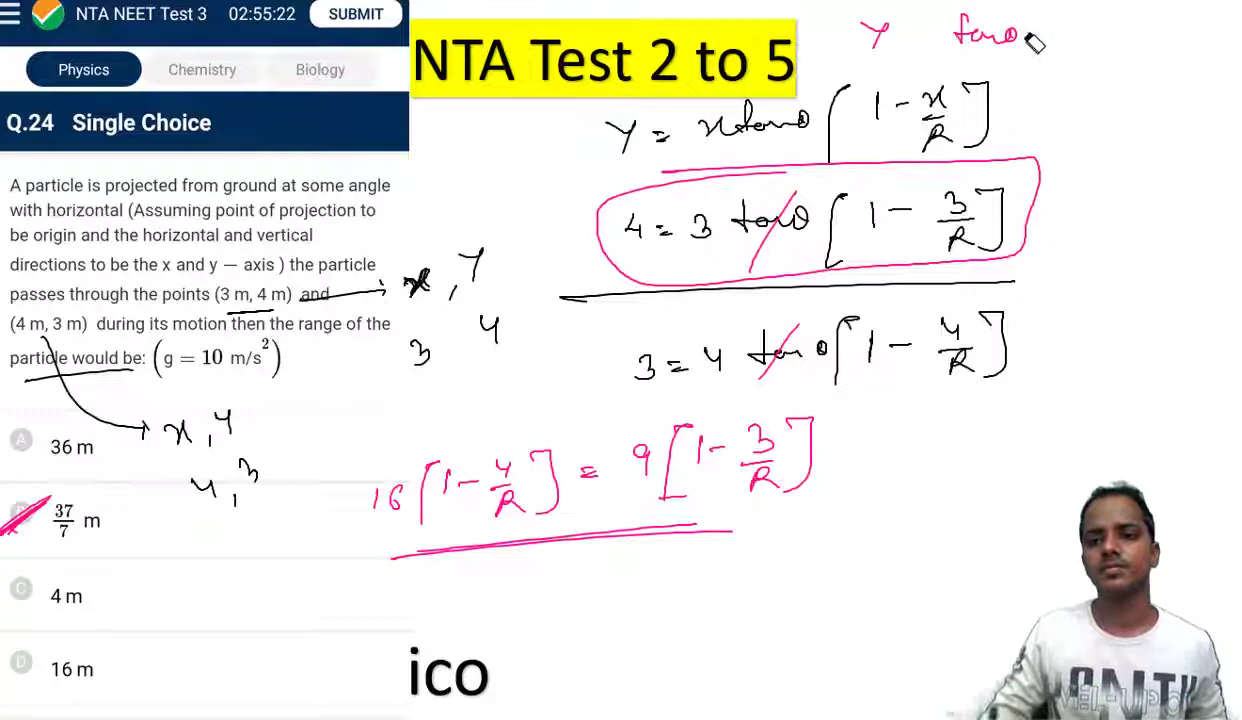 NTA NEET Test 3 02:55:22 SUBMIT
Physics Chemistry Biology
Q.24 Single Choice
A particle is projected from ground at some angle
with horizontal (Assuming point of projection to
be origin and the horizontal and vertical
directions to be the x and y – axis ) the particle
passes through the points (3 m, 4 m) and
(4 m, 3 m) during its motion then the range of the
particle would be: (g = 10 m/s²)
A 36 m
37/7 m
C 4 m
D 16 m
NTA Test 2 to 5
y tanθ
y = x tanθ [1 - x/R]
4 = 3 tanθ [1 - 3/R]
3 = 4 tanθ [1 - 4/R]
16 [1 - 4/R] = 9 [1 - 3/R]
x, y
3 4
x, y
4, 3
ico